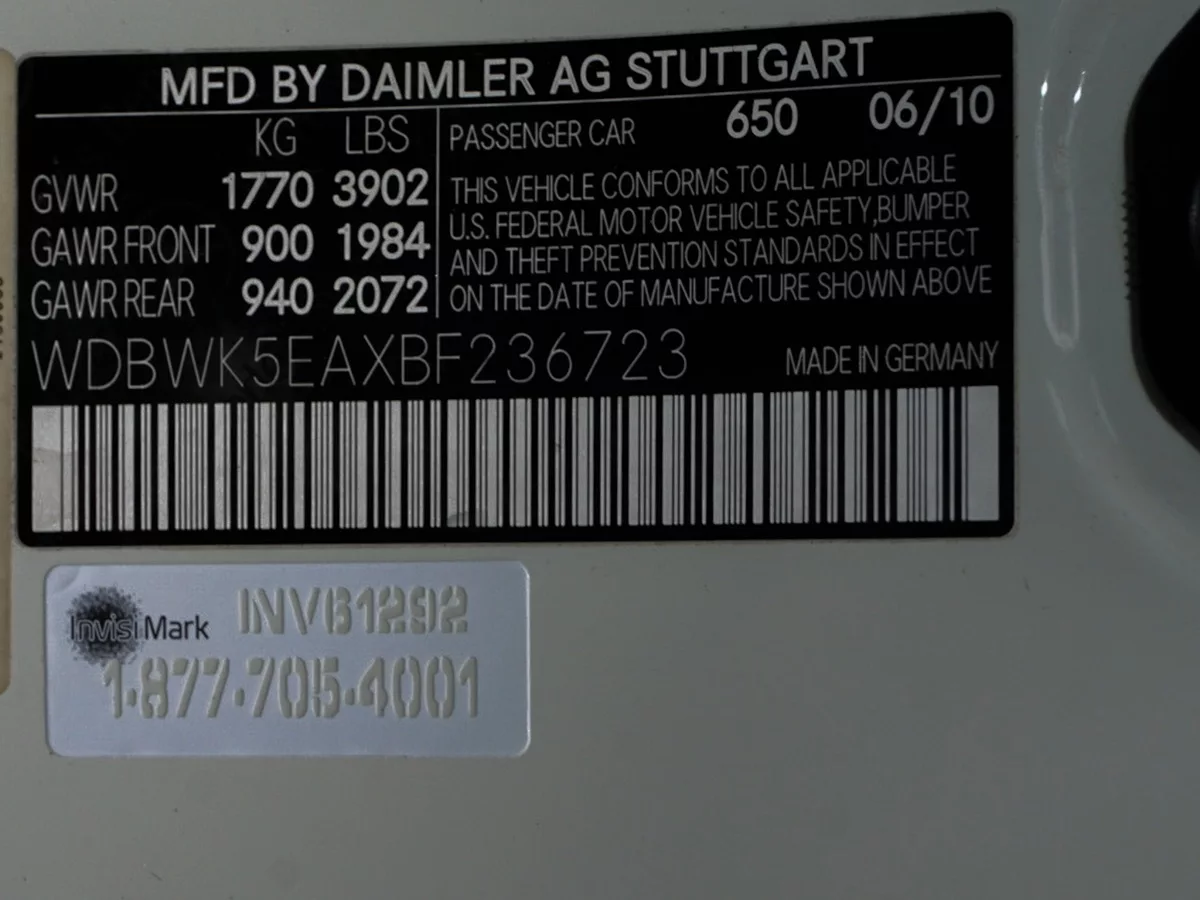 MFD BY DAIMLER AG STUTTGART
KG LBS
GVWR 1770 3902
GAWR FRONT 900 1984
GAWR REAR 940 2072
PASSENGER CAR 650 06/10
THIS VEHICLE CONFORMS TO ALL APPLICABLE
U.S. FEDERAL MOTOR VEHICLE SAFETY,BUMPER
AND THEFT PREVENTION STANDARDS IN EFFECT
ON THE DATE OF MANUFACTURE SHOWN ABOVE
WDBWK5EAXBF236723 MADE IN GERMANY
InvisiMark INV61292
1-877-705-4001